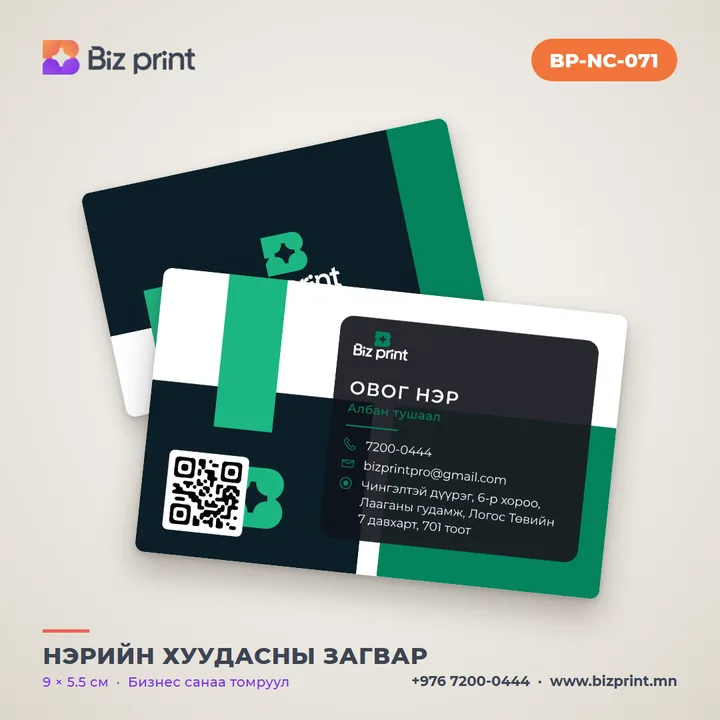 Biz print
BP-NC-071
Biz print
ОВОГ НЭР
Албан тушаал
7200-0444
bizprintpro@gmail.com
Чингэлтэй дүүрэг, 6-р хороо,
Лааганы гудамж, Логос Төвийн
7 давхарт, 701 тоот
НЭРИЙН ХУУДАСНЫ ЗАГВАР
9 × 5.5 см · Бизнес санаа томруул
+976 7200-0444 · www.bizprint.mn